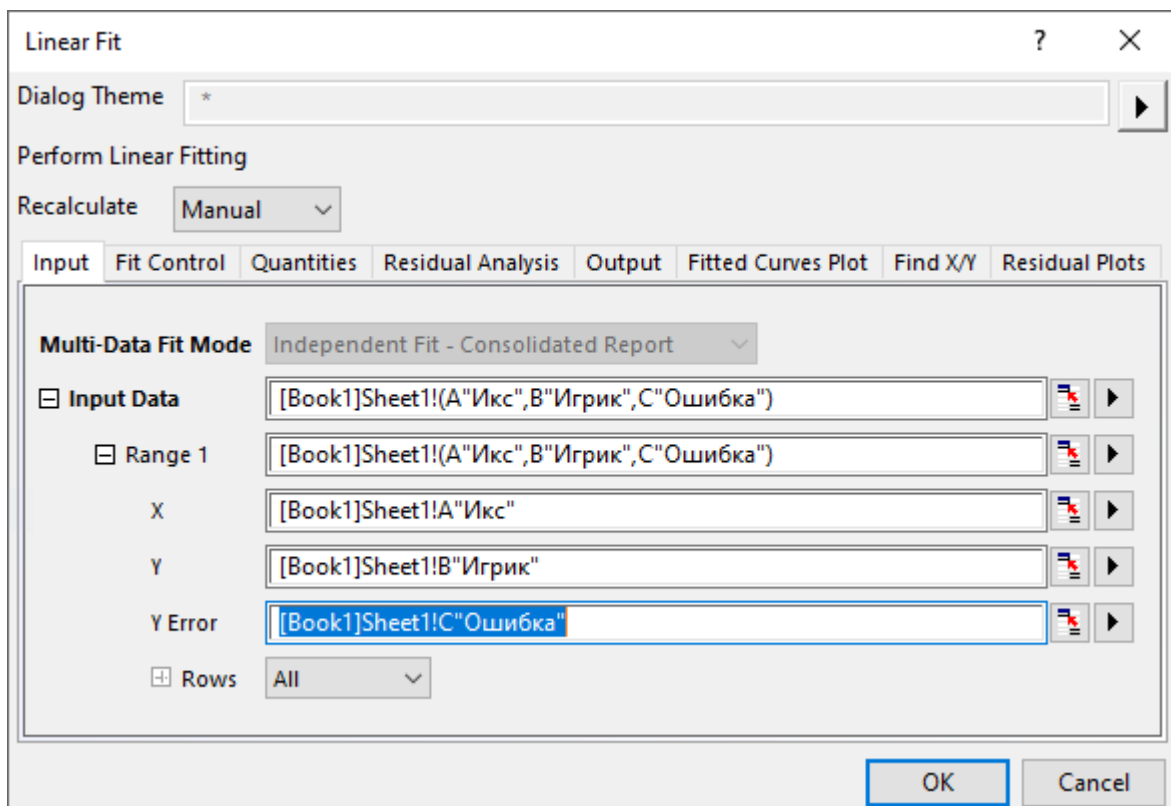 Linear Fit ?
Dialog Theme *
Perform Linear Fitting
Recalculate Manual
Input Fit Control Quantities Residual Analysis Output Fitted Curves Plot Find X/Y Residual Plots
Multi-Data Fit Mode Independent Fit - Consolidated Report
Input Data [Book1]Sheet1!(A"Икс",B"Игрик",C"Ошибка")
Range 1 [Book1]Sheet1!(A"Икс",B"Игрик",C"Ошибка")
X [Book1]Sheet1!A"Икс"
Y [Book1]Sheet1!B"Игрик"
Y Error [Book1]Sheet1!C"Ошибка"
Rows All
OK Cancel